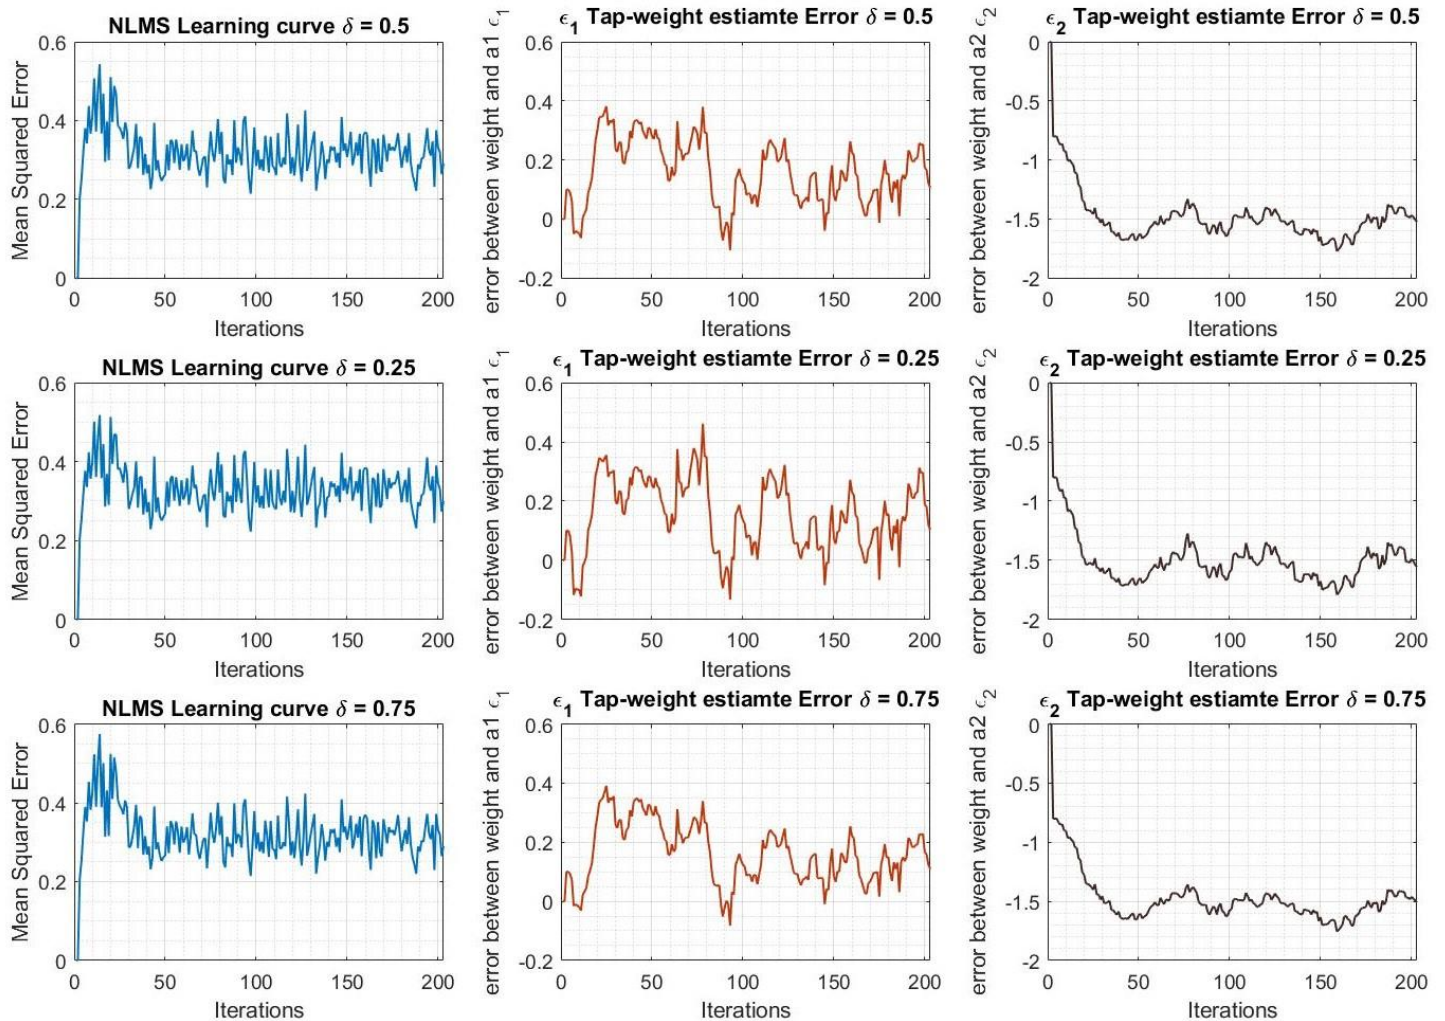 NLMS Learning curve δ = 0.5
Mean Squared Error
0.6
0.4
0.2
0
0 50 100 150 200
Iterations
ϵ1 Tap-weight estiamte Error δ = 0.5
error between weight and a1 ϵ1
0.6
0.4
0.2
0
-0.2
0 50 100 150 200
Iterations
ϵ2 Tap-weight estiamte Error δ = 0.5
error between weight and a2 ϵ2
0
-0.5
-1
-1.5
-2
0 50 100 150 200
Iterations
NLMS Learning curve δ = 0.25
Mean Squared Error
0.6
0.4
0.2
0
0 50 100 150 200
Iterations
ϵ1 Tap-weight estiamte Error δ = 0.25
error between weight and a1 ϵ1
0.6
0.4
0.2
0
-0.2
0 50 100 150 200
Iterations
ϵ2 Tap-weight estiamte Error δ = 0.25
error between weight and a2 ϵ2
0
-0.5
-1
-1.5
-2
0 50 100 150 200
Iterations
NLMS Learning curve δ = 0.75
Mean Squared Error
0.6
0.4
0.2
0
0 50 100 150 200
Iterations
ϵ1 Tap-weight estiamte Error δ = 0.75
error between weight and a1 ϵ1
0.6
0.4
0.2
0
-0.2
0 50 100 150 200
Iterations
ϵ2 Tap-weight estiamte Error δ = 0.75
error between weight and a2 ϵ2
0
-0.5
-1
-1.5
-2
0 50 100 150 200
Iterations